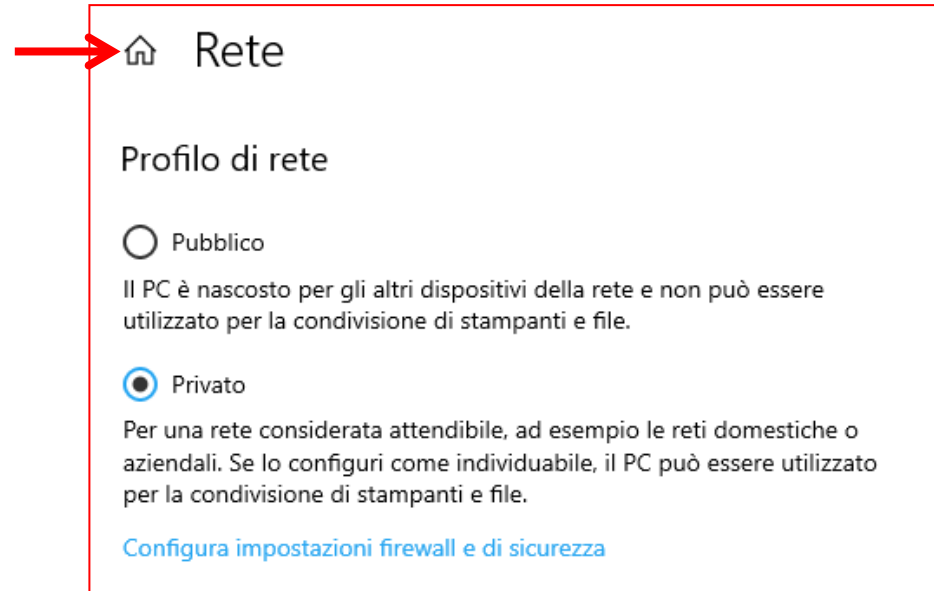 Rete
Profilo di rete
Pubblico
Il PC è nascosto per gli altri dispositivi della rete e non può essere
utilizzato per la condivisione di stampanti e file.
Privato
Per una rete considerata attendibile, ad esempio le reti domestiche o
aziendali. Se lo configuri come individuabile, il PC può essere utilizzato
per la condivisione di stampanti e file.
Configura impostazioni firewall e di sicurezza